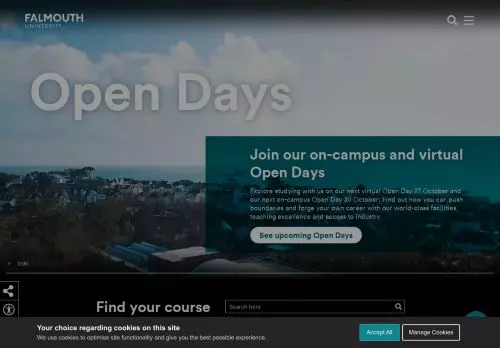 FALMOUTH
UNIVERSITY
Open Days
Join our on-campus and virtual
Open Days
Explore studying with us on our next virtual Open Day 27 October and
our next on-campus Open Day 30 October. Find out how you can push
boundaries and forge your own career with our world-class facilities,
teaching excellence and access to industry.
See upcoming Open Days
0:00
Find your course
Search here
Your choice regarding cookies on this site
We use cookies to optimise site functionality and give you the best possible experience.
Accept All
Manage Cookies